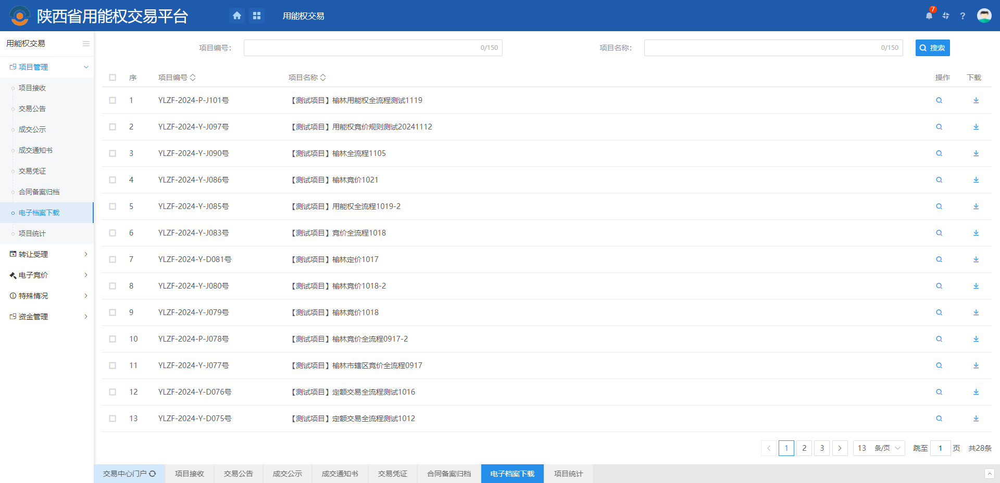 陕西省用能权交易平台
用能权交易
7
?
用能权交易
项目管理
项目接收
交易公告
成交公示
成交通知书
交易凭证
合同备案归档
电子档案下载
项目统计
转让受理
电子竞价
特殊情况
资金管理
项目编号： 0/150 项目名称： 0/150 搜索
序 项目编号 项目名称 操作 下载
1 YLZF-2024-P-J101号 【测试项目】榆林用能权全流程测试1119
2 YLZF-2024-Y-J097号 【测试项目】用能权竞价规则测试20241112
3 YLZF-2024-Y-J090号 【测试项目】榆林全流程1105
4 YLZF-2024-Y-J086号 【测试项目】榆林竞价1021
5 YLZF-2024-Y-J085号 【测试项目】用能权全流程1019-2
6 YLZF-2024-Y-J083号 【测试项目】竞价全流程1018
7 YLZF-2024-Y-D081号 【测试项目】榆林定价1017
8 YLZF-2024-Y-J080号 【测试项目】榆林竞价1018-2
9 YLZF-2024-Y-J079号 【测试项目】榆林竞价1018
10 YLZF-2024-P-J078号 【测试项目】榆林竞价全流程0917-2
11 YLZF-2024-Y-J077号 【测试项目】榆林市辖区竞价全流程0917
12 YLZF-2024-Y-D076号 【测试项目】定额交易全流程测试1016
13 YLZF-2024-Y-D075号 【测试项目】定额交易全流程测试1012
1 2 3 13 条/页 跳至 1 页 共28条
交易中心门户 项目接收 交易公告 成交公示 成交通知书 交易凭证 合同备案归档 电子档案下载 项目统计